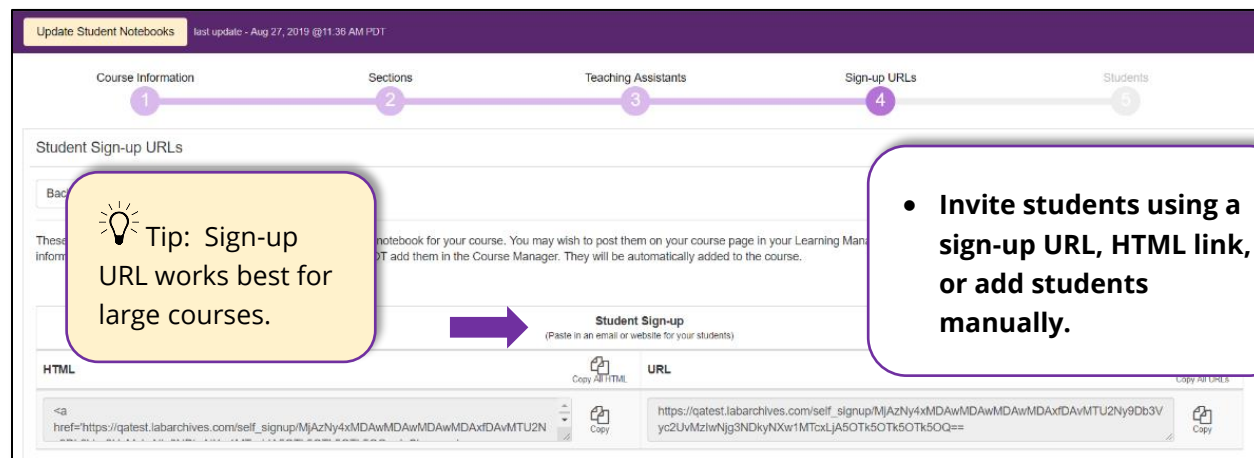 Update Student Notebooks last update - Aug 27, 2019 @11:36 AM PDT
Course Information Sections Teaching Assistants Sign-up URLs Students
1 2 3 4 5
Student Sign-up URLs
Tip: Sign-up
URL works best for
large courses.
• Invite students using a
sign-up URL, HTML link,
or add students
manually.
These notebook for your course. You may wish to post them on your course page in your Learning
add them in the Course Manager. They will be automatically added to the course.
Student Sign-up
(Paste in an email or website for your students)
HTML Copy All HTML URL Copy All URLs
<a
href='https://qatest.labarchives.com/self_signup/MjAzNy4xMDAwMDAwMDAwMDAxfDAvMTU2N
Copy
https://qatest.labarchives.com/self_signup/MjAzNy4xMDAwMDAwMDAwMDAxfDAvMTU2Ny9Db3V
yc2UvMzIwNjg3NDkyNXw1MTcxLjA5OTk5OTk5OTk5OQ==
Copy